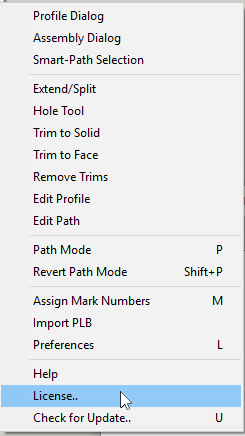 Profile Dialog
Assembly Dialog
Smart-Path Selection
Extend/Split
Hole Tool
Trim to Solid
Trim to Face
Remove Trims
Edit Profile
Edit Path
Path Mode P
Revert Path Mode Shift+P
Assign Mark Numbers M
Import PLB
Preferences L
Help
License..
Check for Update.. U